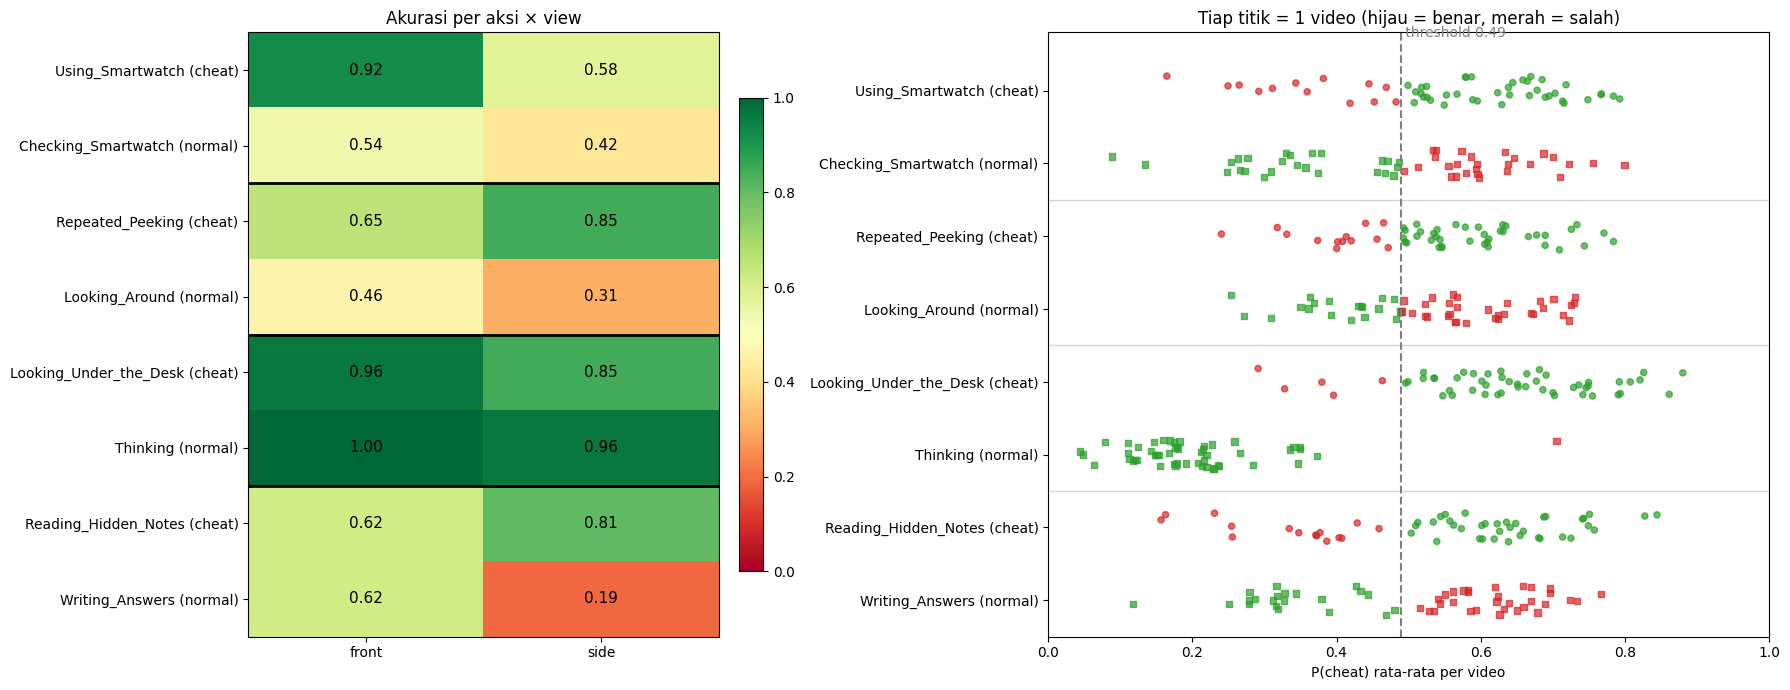 Akurasi per aksi × view
Using_Smartwatch (cheat)
0.92
0.58
Checking_Smartwatch (normal)
0.54
0.42
Repeated_Peeking (cheat)
0.65
0.85
Looking_Around (normal)
0.46
0.31
Looking_Under_the_Desk (cheat)
0.96
0.85
Thinking (normal)
1.00
0.96
Reading_Hidden_Notes (cheat)
0.62
0.81
Writing_Answers (normal)
0.62
0.19
front
side
1.0
0.8
0.6
0.4
0.2
0.0
Tiap titik = 1 video (hijau = benar, merah = salah)
threshold 0.49
Using_Smartwatch (cheat)
Checking_Smartwatch (normal)
Repeated_Peeking (cheat)
Looking_Around (normal)
Looking_Under_the_Desk (cheat)
Thinking (normal)
Reading_Hidden_Notes (cheat)
Writing_Answers (normal)
0.0
0.2
0.4
0.6
0.8
1.0
P(cheat) rata-rata per video